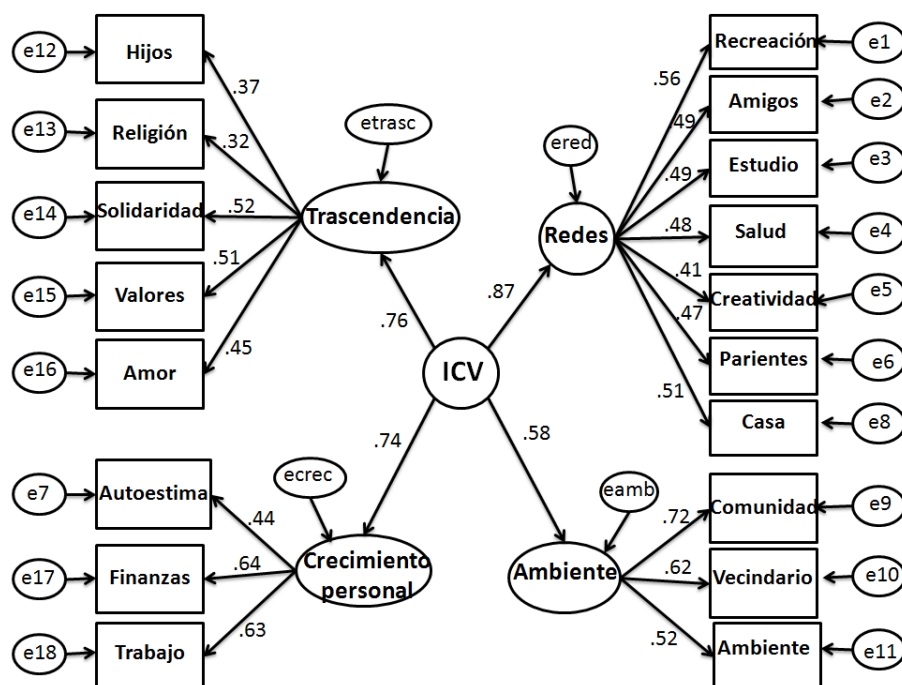 e12
Hijos
.37
e13
Religión
.32
e14
Solidaridad
.52
e15
Valores
.51
e16
Amor
.45
etrasc
Trascendencia
.76
ered
Redes
.87
ICV
Recreación
e1
.56
Amigos
e2
.49
Estudio
e3
.49
Salud
e4
.48
Creatividad
e5
.41
Parientes
e6
.47
Casa
e8
.51
e7
Autoestima
.44
e17
Finanzas
.64
e18
Trabajo
.63
ecrec
Crecimiento
personal
.74
.58
eamb
Ambiente
Comunidad
e9
.72
Vecindario
e10
.62
Ambiente
e11
.52